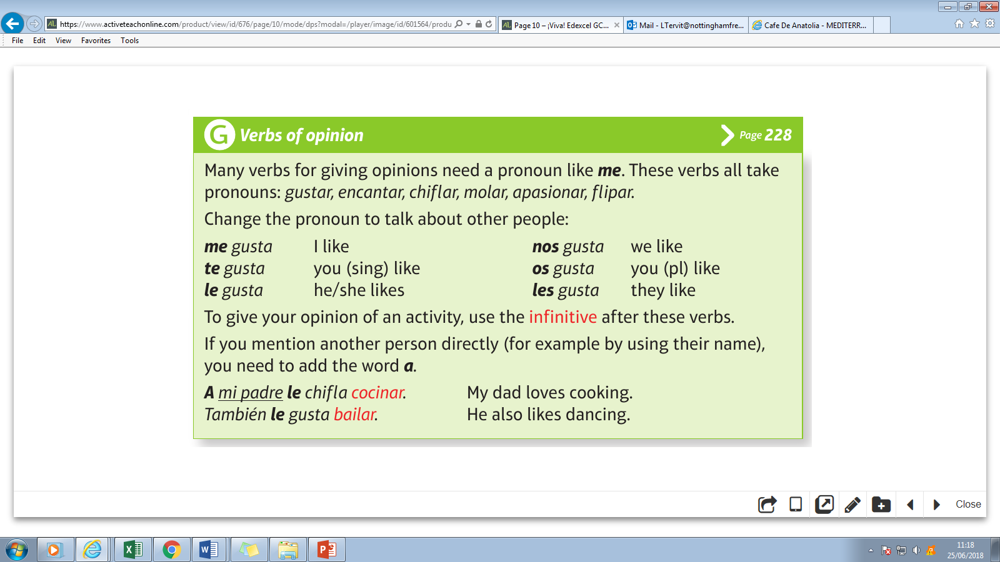 https://www.activeteachonline.com/product/view/id/676/page/10/mode/dps?modal=/player/image/id/601564/produ
Page 10 – ¡Viva! Edexcel GC...
Mail - LTervit@nottinghamfre...
Cafe De Anatolia - MEDITERR...
File Edit View Favorites Tools
G Verbs of opinion Page 228
Many verbs for giving opinions need a pronoun like me. These verbs all take
pronouns: gustar, encantar, chiflar, molar, apasionar, flipar.
Change the pronoun to talk about other people:
me gusta I like nos gusta we like
te gusta you (sing) like os gusta you (pl) like
le gusta he/she likes les gusta they like
To give your opinion of an activity, use the infinitive after these verbs.
If you mention another person directly (for example by using their name),
you need to add the word a.
A mi padre le chifla cocinar. My dad loves cooking.
También le gusta bailar. He also likes dancing.
Close
11:18
25/06/2018